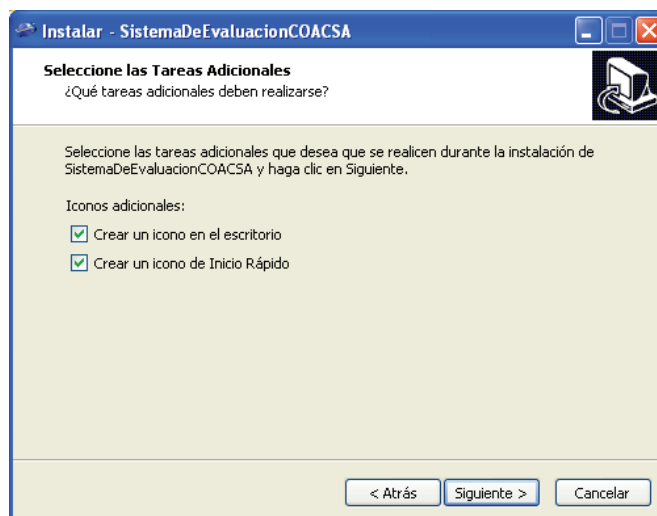 Instalar - SistemaDeEvaluacionCOACSA
Seleccione las Tareas Adicionales
¿Qué tareas adicionales deben realizarse?
Seleccione las tareas adicionales que desea que se realicen durante la instalación de
SistemaDeEvaluacionCOACSA y haga clic en Siguiente.
Iconos adicionales:
Crear un icono en el escritorio
Crear un icono de Inicio Rápido
< Atrás
Siguiente >
Cancelar